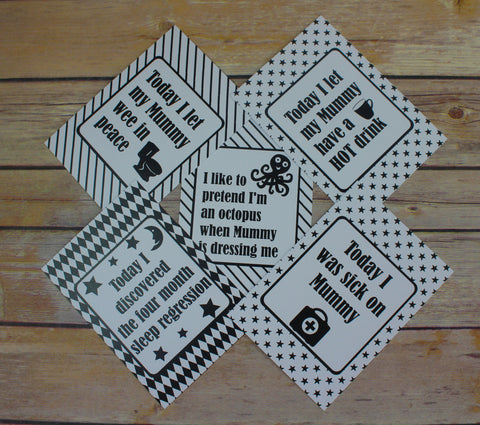 Today I let
my Mummy
wee in
peace
Today I let
my Mummy
have a
HOT drink
I like to
pretend I'm
an octopus
when Mummy
is dressing me
Today I
discovered
the four month
sleep regression
Today I
was sick on
Mummy